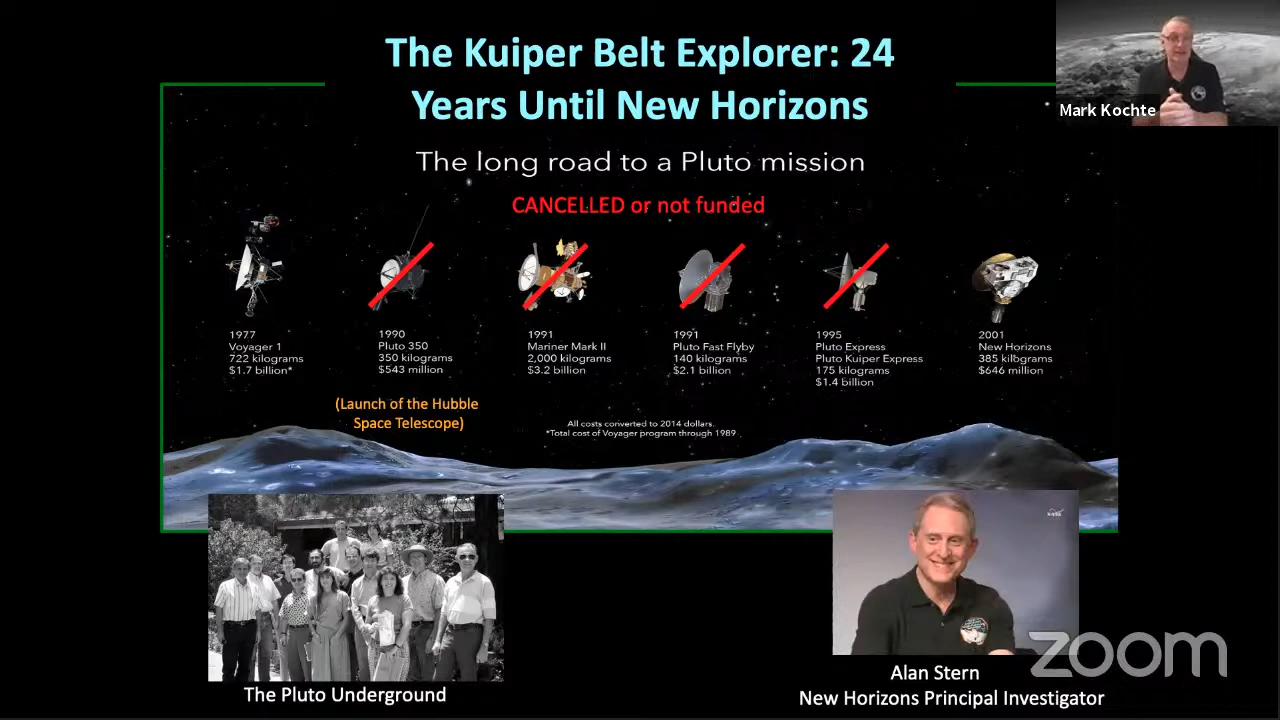 The Kuiper Belt Explorer: 24
Years Until New Horizons
Mark Kochte
The long road to a Pluto mission
CANCELLED or not funded
1977
Voyager 1
722 kilograms
$1.7 billion*
1990
Pluto 350
350 kilograms
$543 million
1991
Mariner Mark II
2,000 kilograms
$3.2 billion
1991
Pluto Fast Flyby
140 kilograms
$2.1 billion
1995
Pluto Express
Pluto Kuiper Express
175 kilograms
$1.4 billion
2001
New Horizons
385 kilograms
$646 million
(Launch of the Hubble
Space Telescope)
All costs converted to 2014 dollars.
*Total cost of Voyager program through 1989
NASA
The Pluto Underground
Alan Stern
New Horizons Principal Investigator
zoom